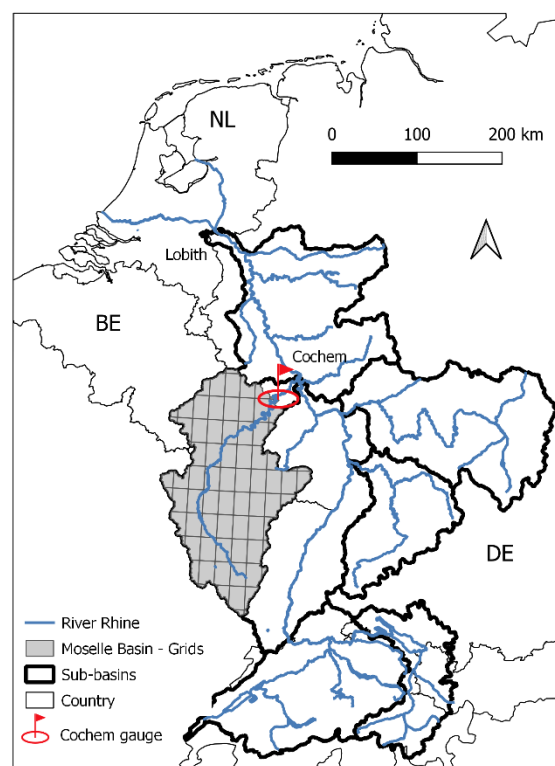 NL
0 100 200 km
Lobith
BE
Cochem
DE
River Rhine
Moselle Basin - Grids
Sub-basins
Country
Cochem gauge